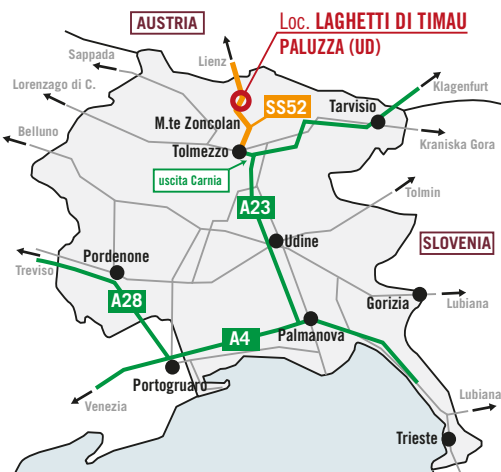 AUSTRIA
Loc. LAGHETTI DI TIMAU
PALUZZA (UD)
Sappada
Lienz
Lorenzago di C.
Klagenfurt
Tarvisio
SS52
M.te Zoncolan
Belluno
Kraniska Gora
Tolmezzo
uscita Carnia
Tolmin
A23
Udine
SLOVENIA
Pordenone
Treviso
A28
Gorizia
Lubiana
A4
Palmanova
Portogruaro
Venezia
Lubiana
Trieste